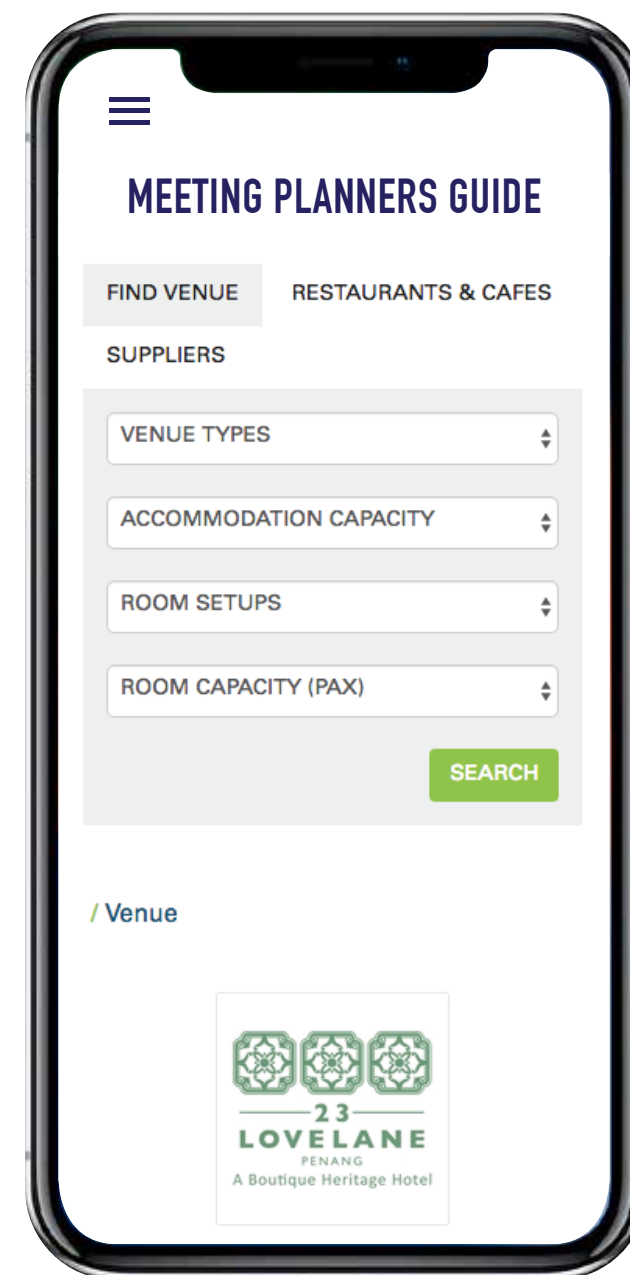 MEETING PLANNERS GUIDE
FIND VENUE
RESTAURANTS & CAFES
SUPPLIERS
VENUE TYPES
ACCOMMODATION CAPACITY
ROOM SETUPS
ROOM CAPACITY (PAX)
SEARCH
/ Venue
23
LOVELANE
PENANG
A Boutique Heritage Hotel